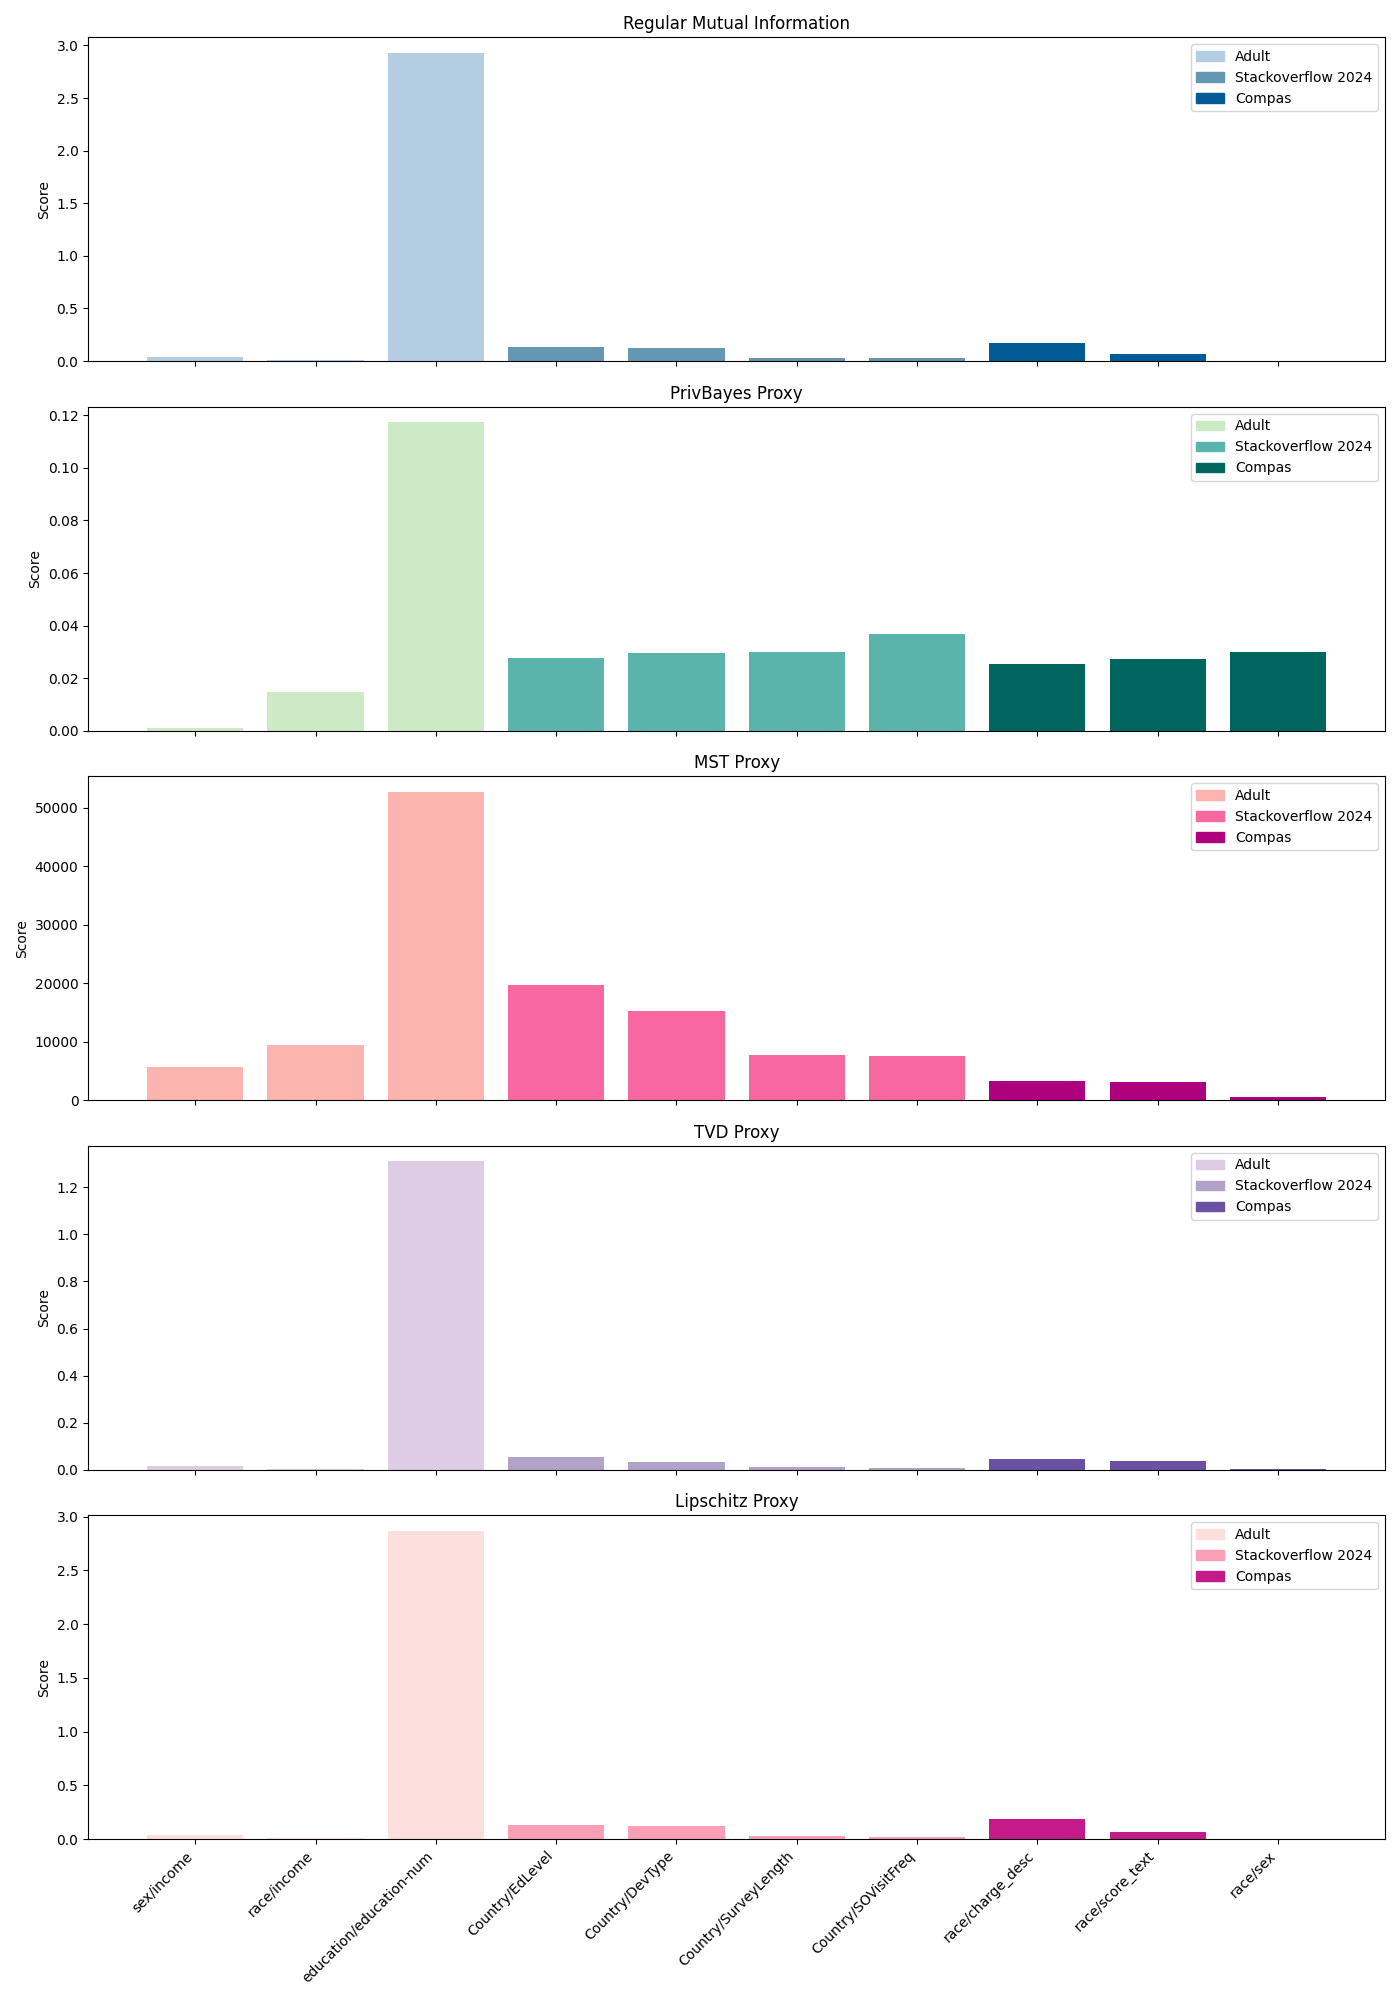 Regular Mutual Information
3.0
2.5
2.0
1.5
1.0
0.5
0.0
Score
Adult
Stackoverflow 2024
Compas
PrivBayes Proxy
0.12
0.10
0.08
0.06
0.04
0.02
0.00
Score
Adult
Stackoverflow 2024
Compas
MST Proxy
50000
40000
30000
20000
10000
0
Score
Adult
Stackoverflow 2024
Compas
TVD Proxy
1.2
1.0
0.8
0.6
0.4
0.2
0.0
Score
Adult
Stackoverflow 2024
Compas
Lipschitz Proxy
3.0
2.5
2.0
1.5
1.0
0.5
0.0
Score
Adult
Stackoverflow 2024
Compas
sex/income
race/income
education/education-num
Country/EdLevel
Country/DevType
Country/SurveyLength
Country/SOVisitFreq
race/charge_desc
race/score_text
race/sex